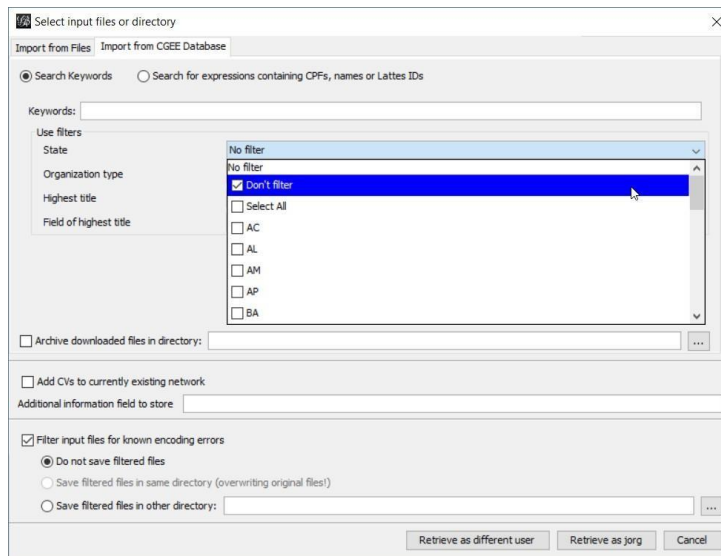 Select input files or directory
Import from Files Import from CGEE Database
Search Keywords Search for expressions containing CPFs, names or Lattes IDs
Keywords:
Use filters
State No filter
No filter
Organization type
Don't filter
Highest title
Select All
Field of highest title
AC
AL
AM
AP
BA
Archive downloaded files in directory: ...
Add CVs to currently existing network
Additional information field to store
Filter input files for known encoding errors
Do not save filtered files
Save filtered files in same directory (overwriting original files!)
Save filtered files in other directory: ...
Retrieve as different user Retrieve as jorg Cancel